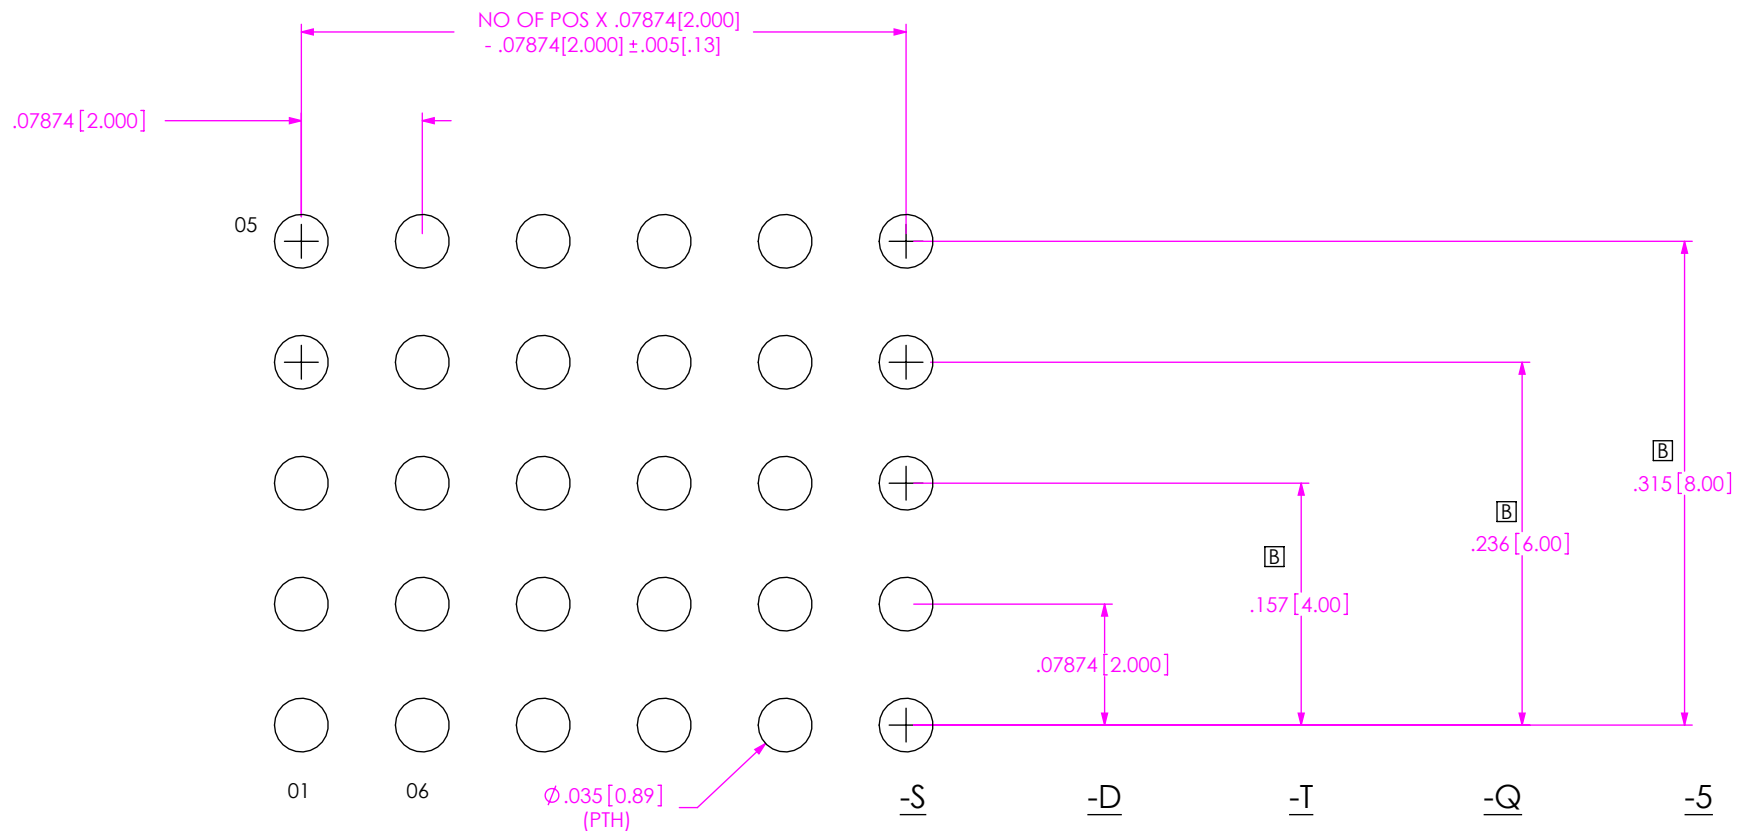 NO OF POS X .07874[2.000]
- .07874[2.000] ±.005[.13]
.07874[2.000]
05
B
.315[8.00]
B
.236[6.00]
B
.157[4.00]
.07874[2.000]
01 06
Ø.035[0.89]
(PTH)
-S -D -T -Q -5